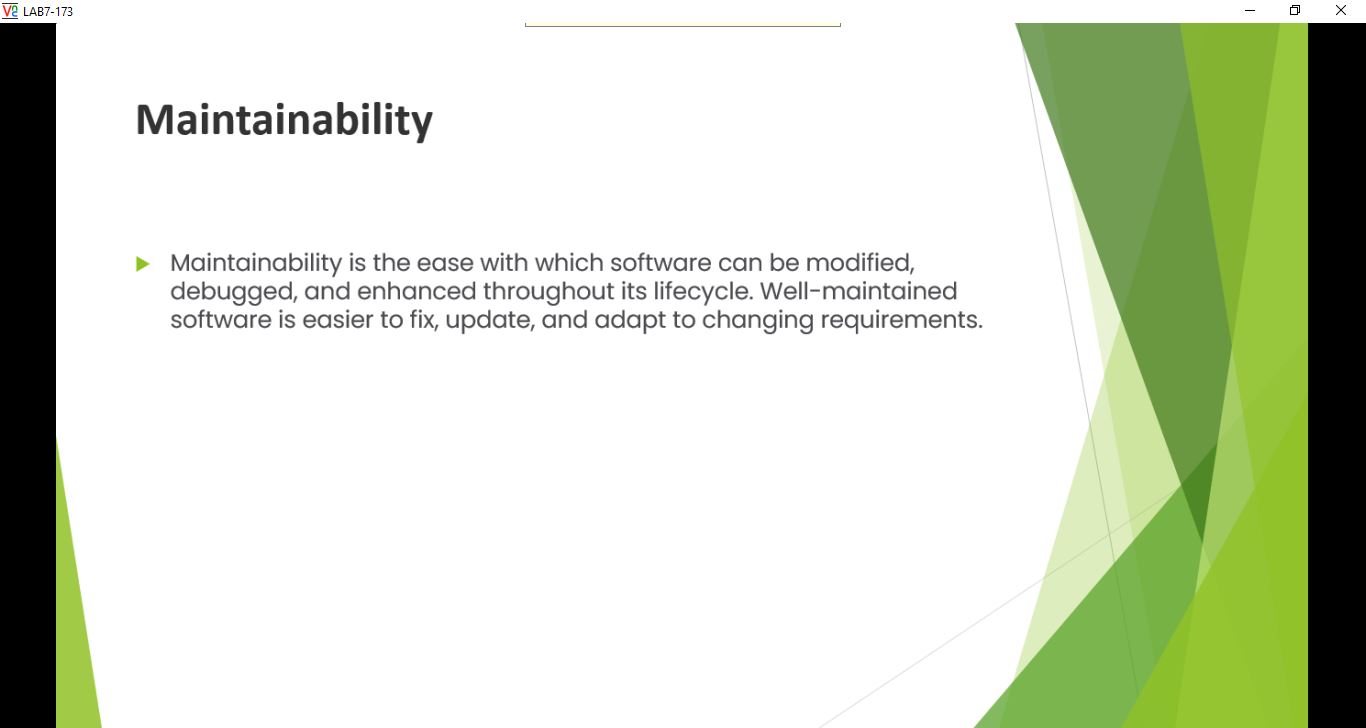 LAB7-173
Maintainability
Maintainability is the ease with which software can be modified,
debugged, and enhanced throughout its lifecycle. Well-maintained
software is easier to fix, update, and adapt to changing requirements.